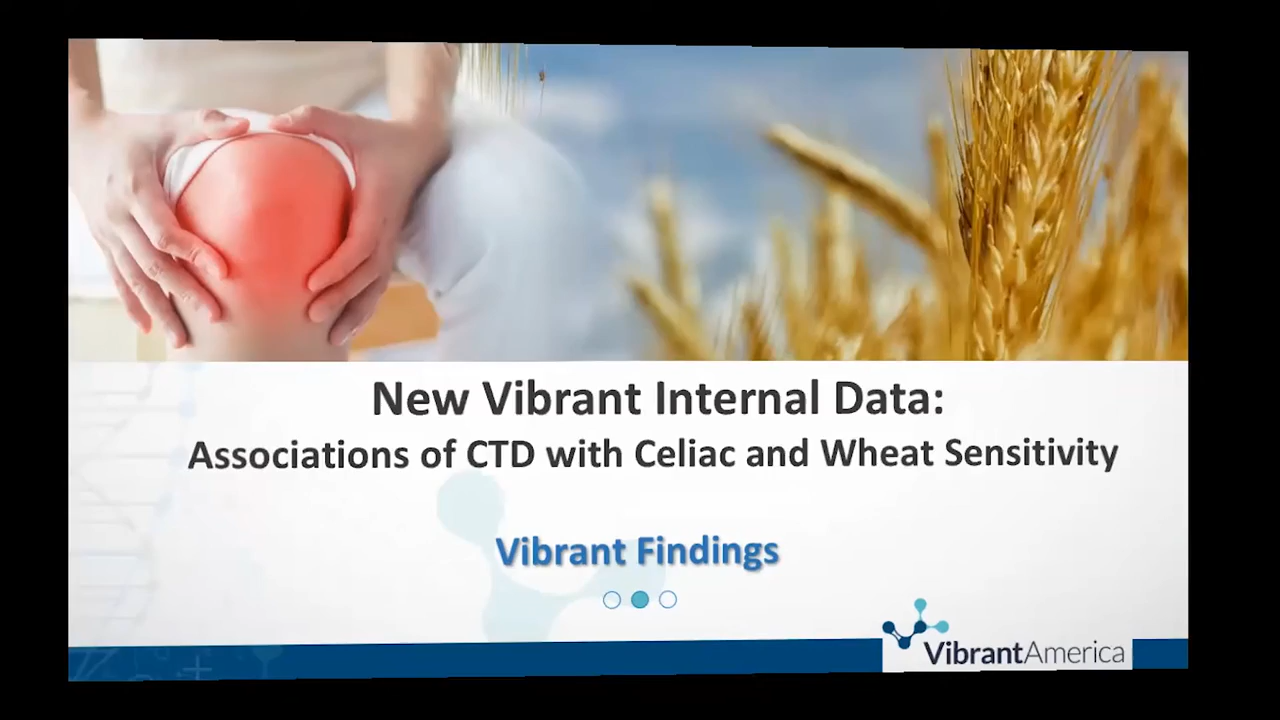 New Vibrant Internal Data:
Associations of CTD with Celiac and Wheat Sensitivity
Vibrant Findings
VibrantAmerica